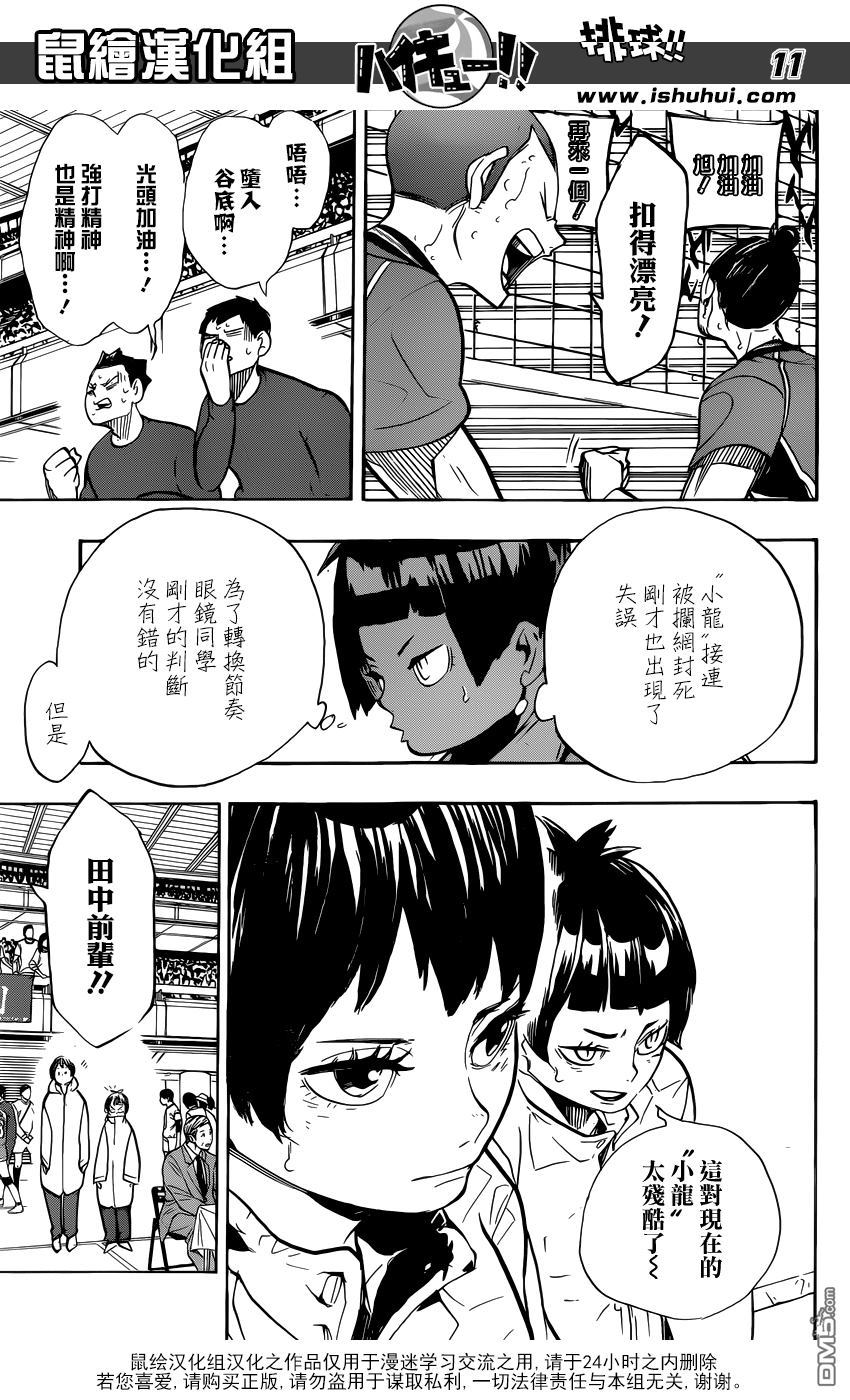 鼠繪漢化組
ハイキュー!!
排球!!
11
www.ishuhui.com
加油
加油
旭!
扣得漂亮!
再來一個!
唔唔…
墮入
谷底啊…
光頭加油…!
強打精神
也是精神啊…!
"小龍"接連
被攔網封死
剛才也出現了
失誤
為了轉換節奏
眼鏡同學
剛才的判斷
沒有錯的
但是
這對現在的
"小龍"
太殘酷了~
田中前輩!!
DM5.com
鼠绘汉化组汉化之作品仅用于漫迷学习交流之用, 请于24小时之内删除
若您喜爱, 请购买正版, 请勿盗用于谋取私利, 一切法律责任与本组无关, 谢谢。